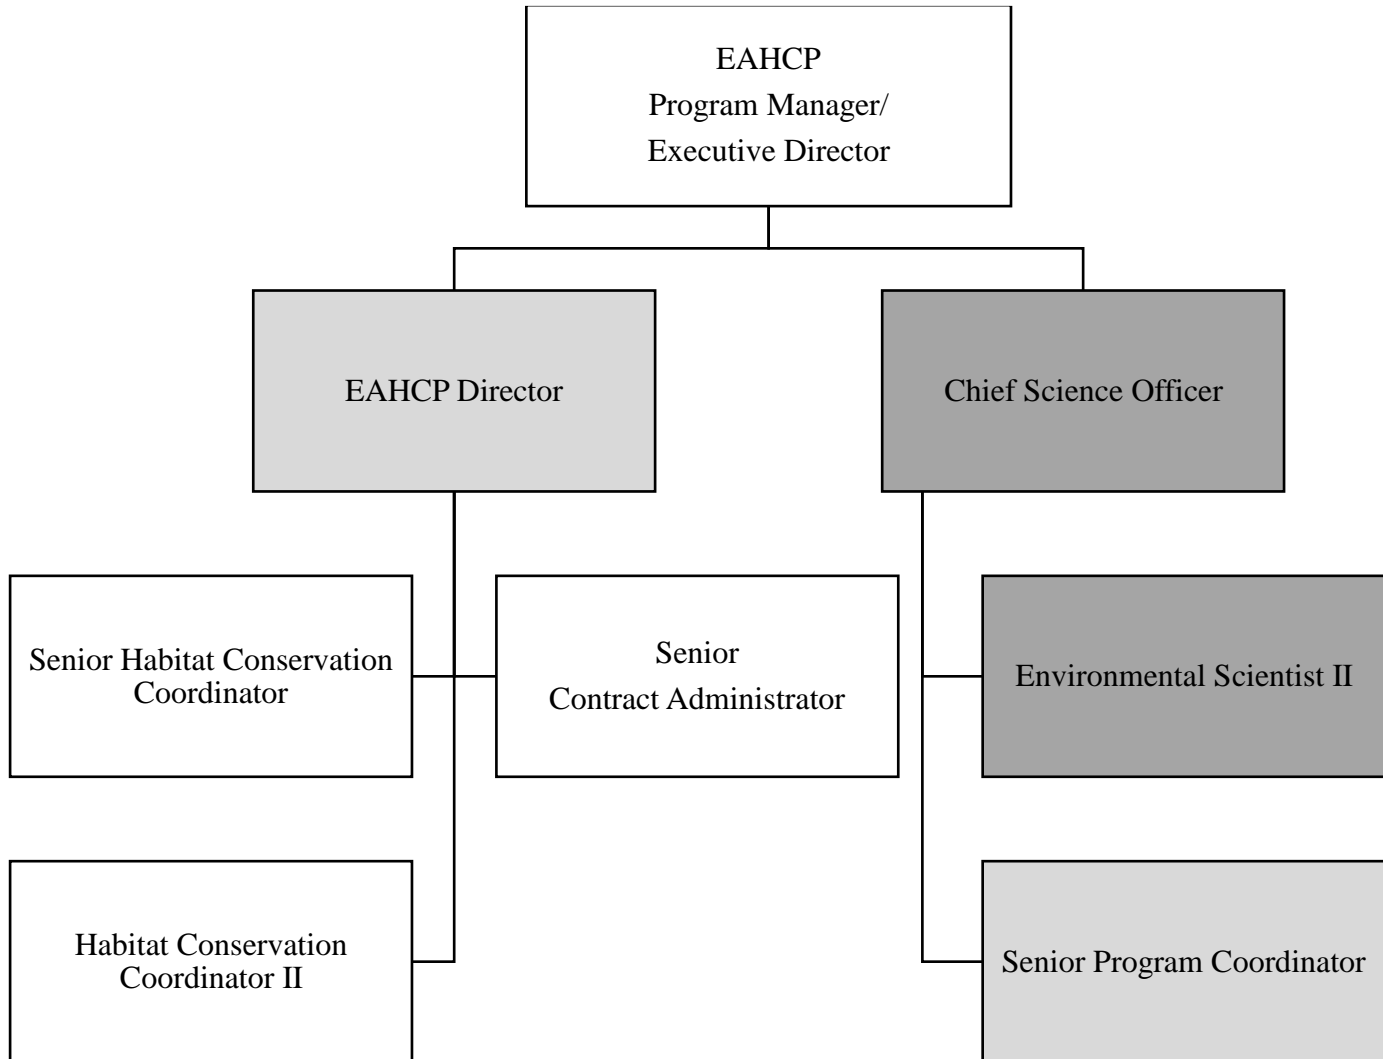 EAHCP
Program Manager/
Executive Director
EAHCP Director
Chief Science Officer
Senior Habitat Conservation
Coordinator
Senior
Contract Administrator
Environmental Scientist II
Habitat Conservation
Coordinator II
Senior Program Coordinator